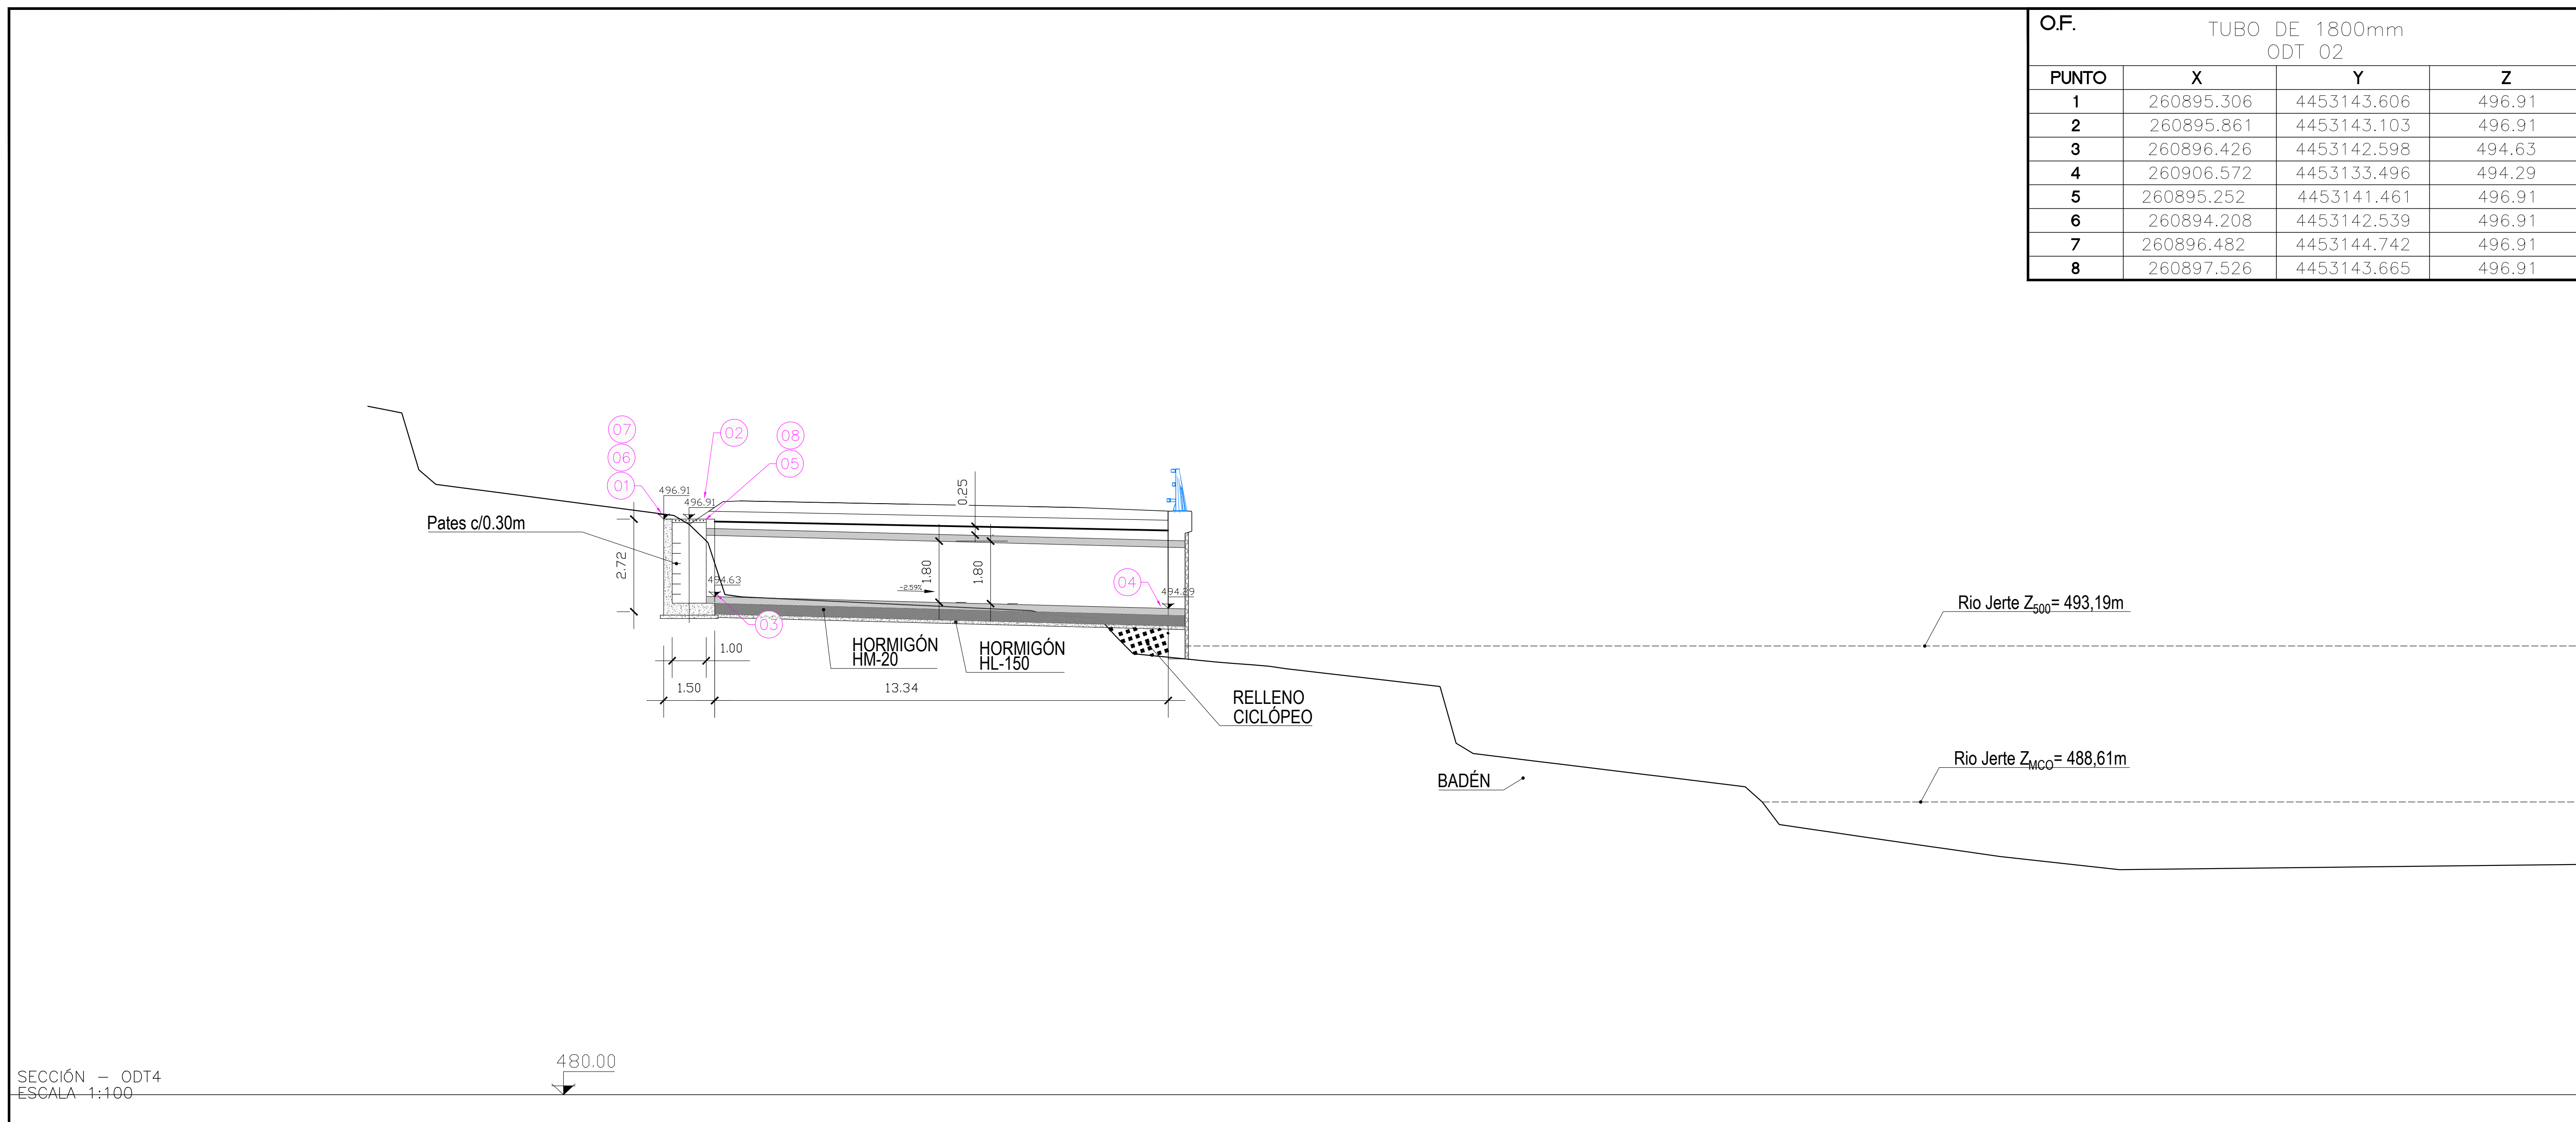 O.F.
TUBO DE 1800mm
ODT 02
PUNTO X Y Z
1 260895.306 4453143.606 496.91
2 260895.861 4453143.103 496.91
3 260896.426 4453142.598 494.63
4 260906.572 4453133.496 494.29
5 260895.252 4453141.461 496.91
6 260894.208 4453142.539 496.91
7 260896.482 4453144.742 496.91
8 260897.526 4453143.665 496.91
07
06
01
02
08
05
496.91
496.91
0.25
Pates c/0.30m
2.72
494.63
1.80
1.80
-2.59%
04
494.29
03
1.00
HORMIGÓN
HM-20
HORMIGÓN
HL-150
1.50
13.34
RELLENO
CICLÓPEO
Rio Jerte Z500= 493,19m
Rio Jerte ZMCO= 488,61m
BADÉN
480.00
SECCIÓN - ODT4
ESCALA 1:100